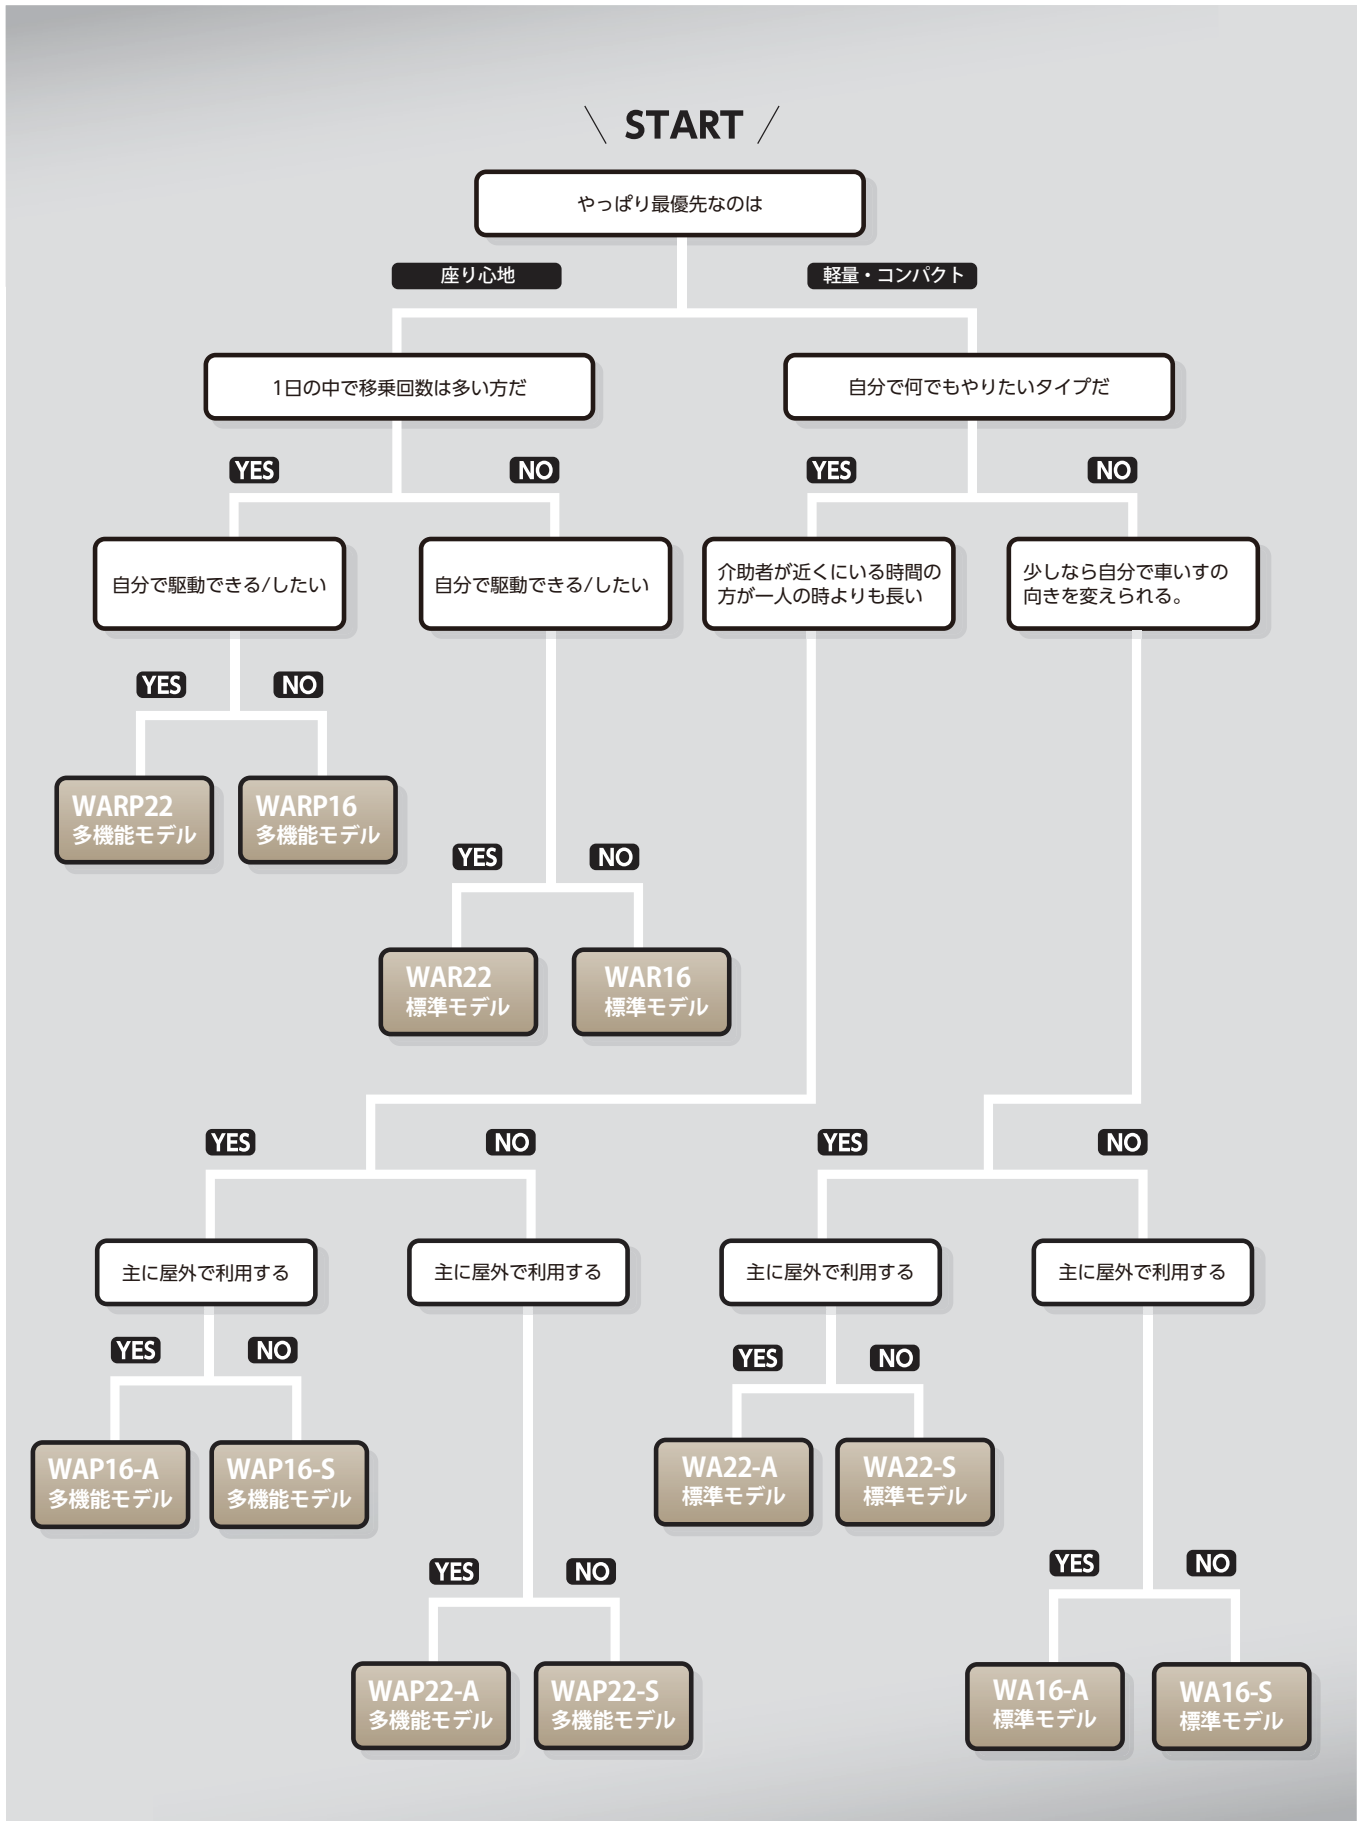 START
やっぱり最優先なのは
座り心地
軽量・コンパクト
1日の中で移乗回数は多い方だ
自分で何でもやりたいタイプだ
YES
NO
YES
NO
自分で駆動できる/したい
自分で駆動できる/したい
介助者が近くにいる時間の
方が一人の時よりも長い
少しなら自分で車いすの
向きを変えられる。
YES
NO
WARP22
多機能モデル
WARP16
多機能モデル
YES
NO
WAR22
標準モデル
WAR16
標準モデル
YES
NO
YES
NO
主に屋外で利用する
主に屋外で利用する
主に屋外で利用する
主に屋外で利用する
YES
NO
YES
NO
WAP16-A
多機能モデル
WAP16-S
多機能モデル
WA22-A
標準モデル
WA22-S
標準モデル
YES
NO
YES
NO
WAP22-A
多機能モデル
WAP22-S
多機能モデル
WA16-A
標準モデル
WA16-S
標準モデル